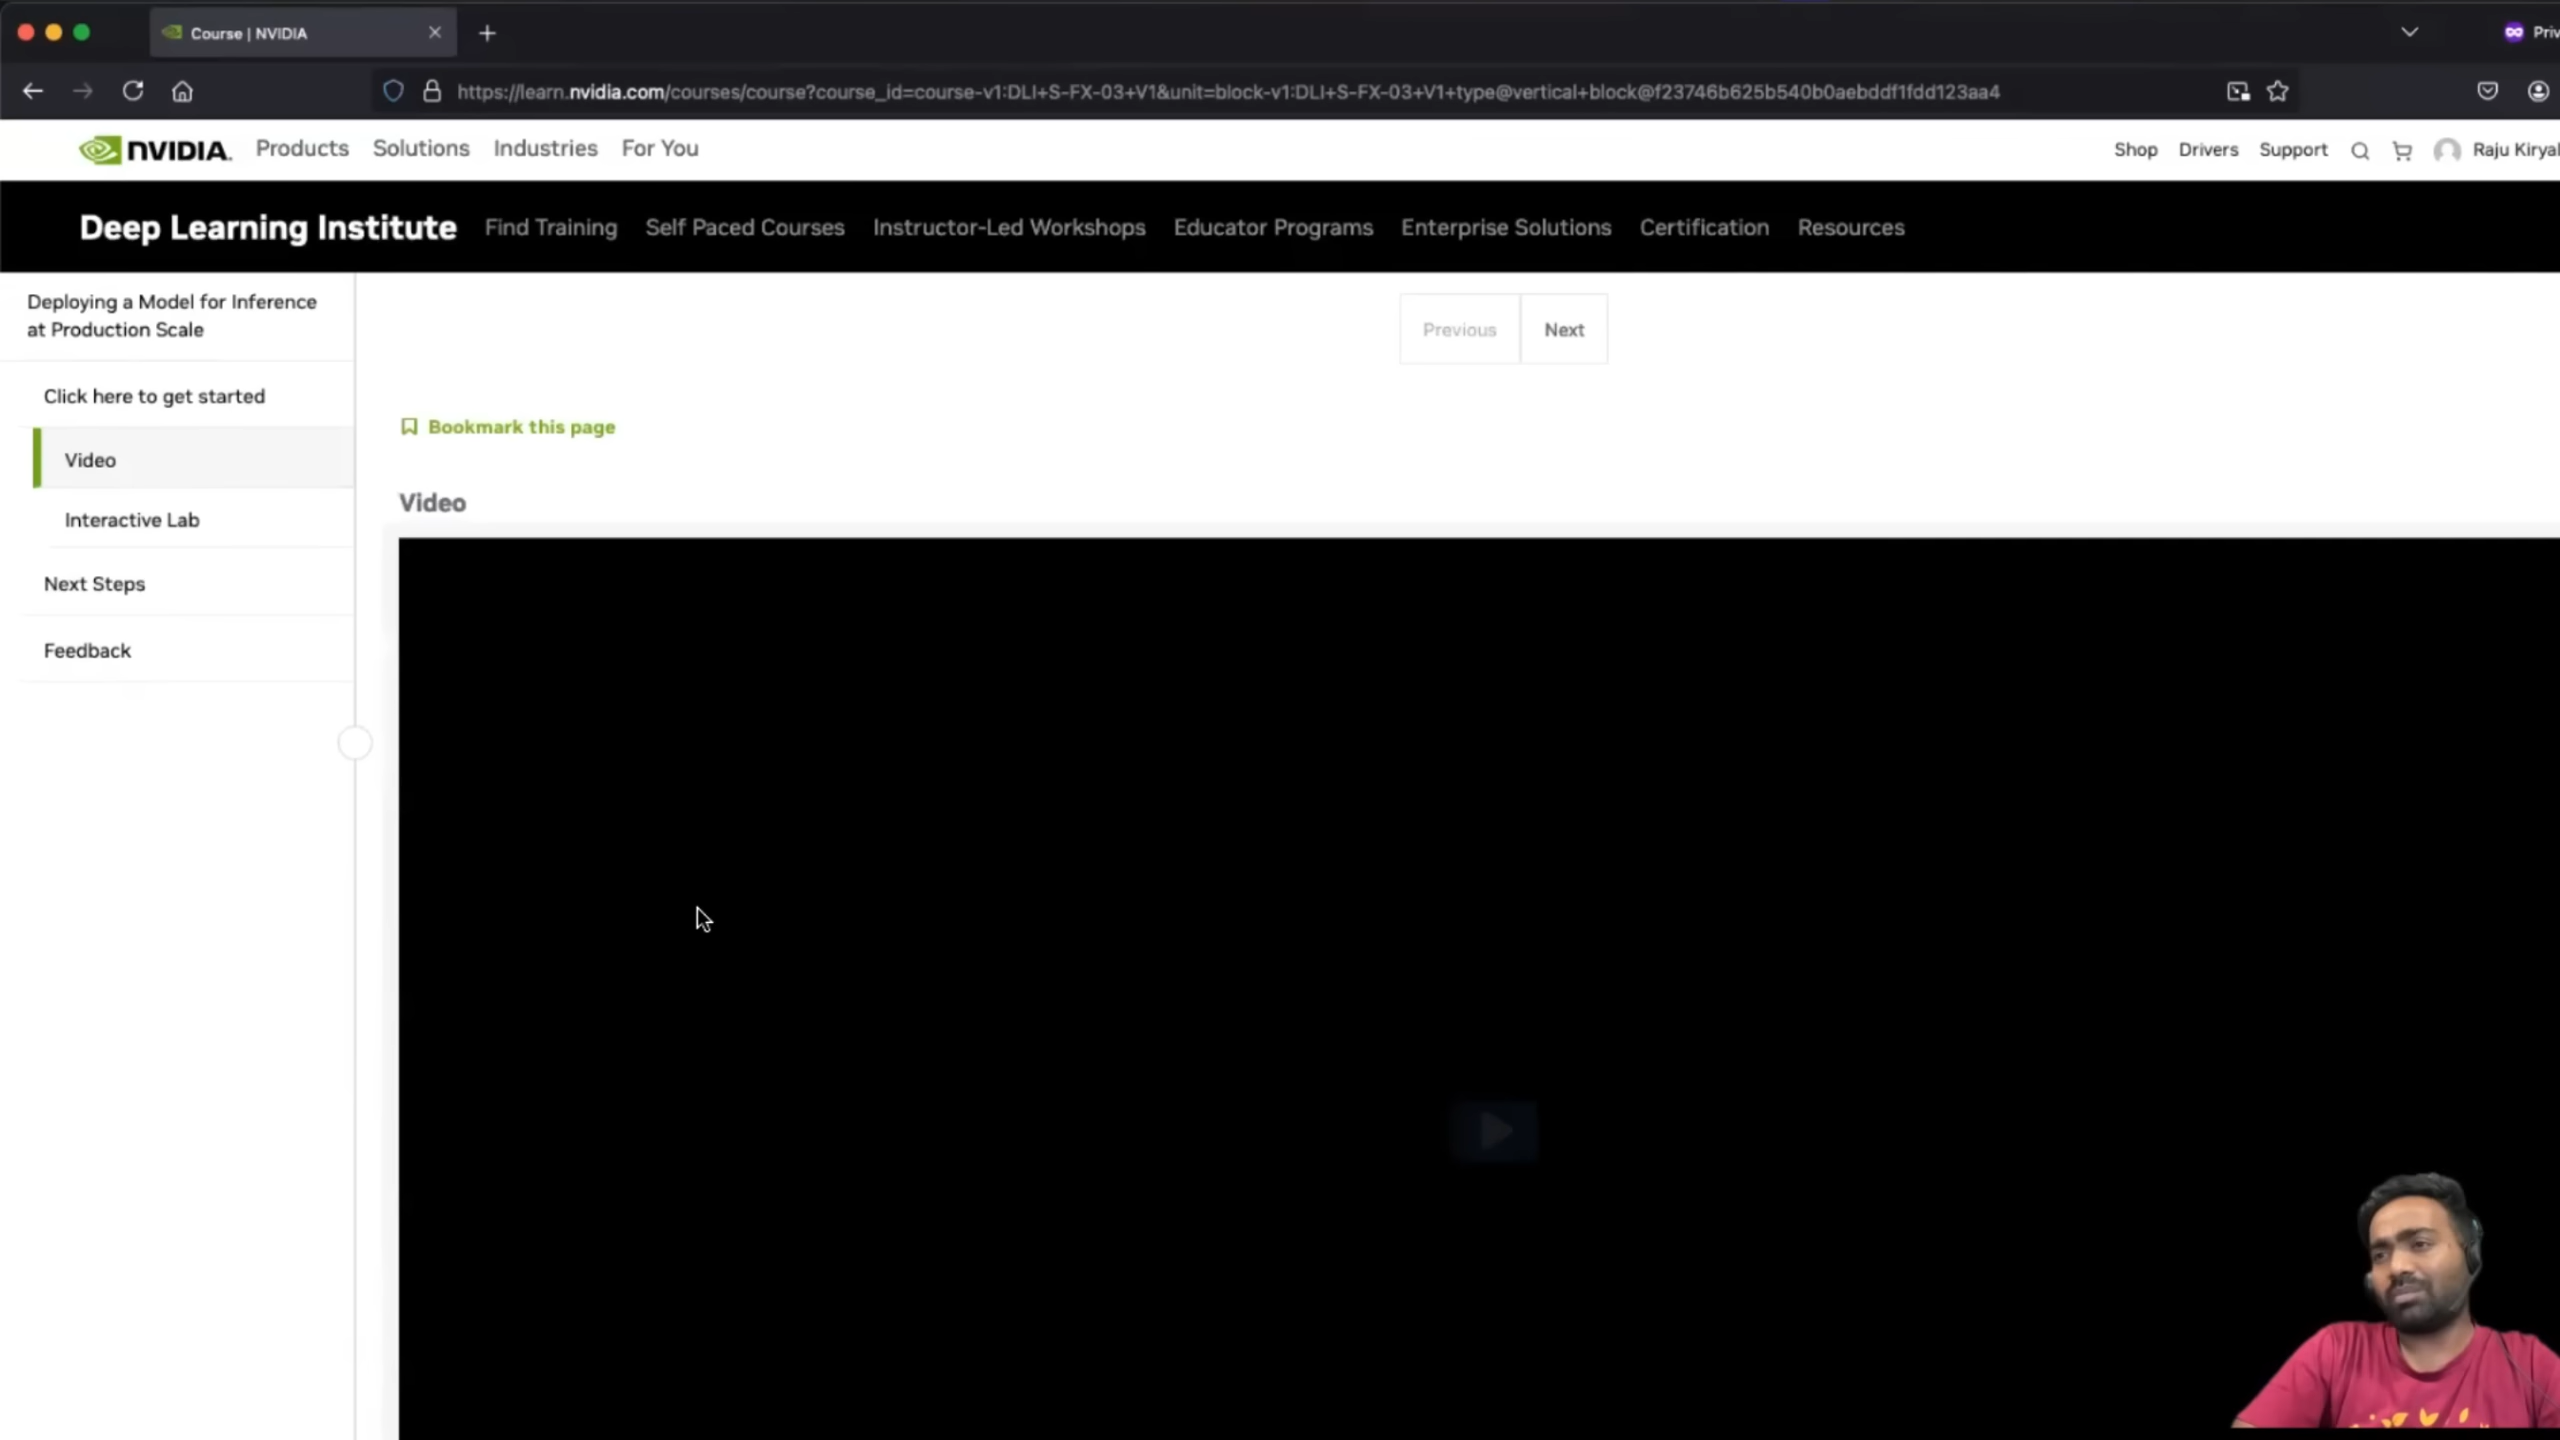 Course | NVIDIA
https://learn.nvidia.com/courses/course?course_id=course-v1:DLI+S-FX-03+V1&unit=block-v1:DLI+S-FX-03+V1+type@vertical+block@f23746b625b540b0aebddf1fdd123aa4
NVIDIA. Products Solutions Industries For You Shop Drivers Support Raju
Deep Learning Institute Find Training Self Paced Courses Instructor-Led Workshops Educator Programs Enterprise Solutions Certification Resources
Deploying a Model for Inference
at Production Scale
Previous Next
Click here to get started
Bookmark this page
Video
Video
Interactive Lab
Next Steps
Feedback